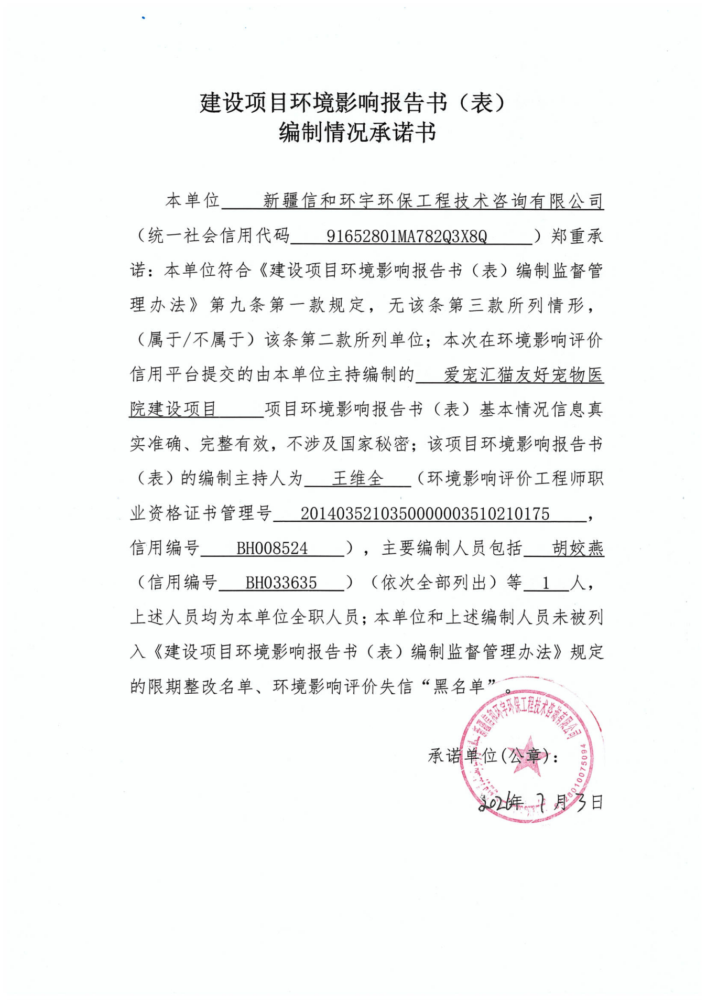 建设项目环境影响报告书（表）
编制情况承诺书
本单位 新疆信和环宇环保工程技术咨询有限公司
（统一社会信用代码 91652801MA782Q3X8Q ）郑重承
诺：本单位符合《建设项目环境影响报告书（表）编制监督管
理办法》第九条第一款规定，无该条第三款所列情形，
（属于/不属于）该条第二款所列单位；本次在环境影响评价
信用平台提交的由本单位主持编制的 爱宠汇猫友好宠物医
院建设项目 项目环境影响报告书（表）基本情况信息真
实准确、完整有效，不涉及国家秘密；该项目环境影响报告书
（表）的编制主持人为 王维全 （环境影响评价工程师职
业资格证书管理号 2014035210350000003510210175 ，
信用编号 BH008524 ），主要编制人员包括 胡姣燕
（信用编号 BH033635 ）（依次全部列出）等 1 人，
上述人员均为本单位全职人员；本单位和上述编制人员未被列
入《建设项目环境影响报告书（表）编制监督管理办法》规定
的限期整改名单、环境影响评价失信“黑名单”。
新疆信和环宇环保工程技术咨询有限公司
承诺单位(公章)：
6528010075094
2026年 7 月 3 日